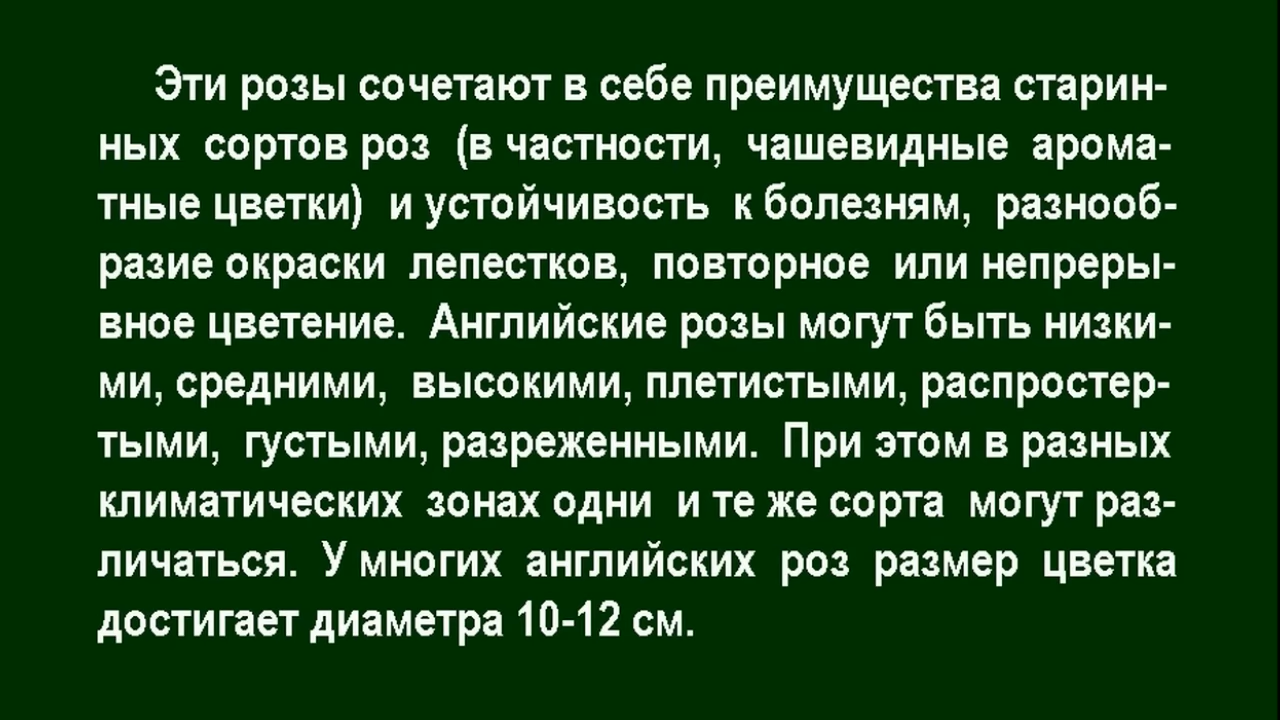 Эти розы сочетают в себе преимущества старин-
ных сортов роз (в частности, чашевидные арома-
тные цветки) и устойчивость к болезням, разнооб-
разие окраски лепестков, повторное или непреры-
вное цветение. Английские розы могут быть низки-
ми, средними, высокими, плетистыми, распростер-
тыми, густыми, разреженными. При этом в разных
климатических зонах одни и те же сорта могут раз-
личаться. У многих английских роз размер цветка
достигает диаметра 10-12 см.